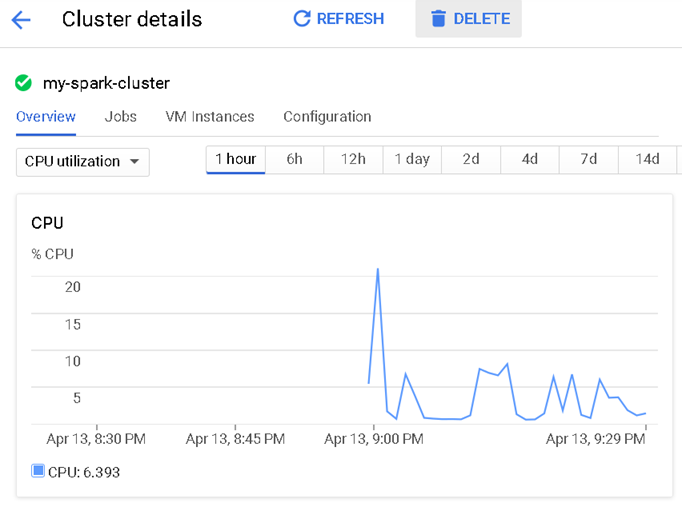 Cluster details REFRESH DELETE
my-spark-cluster
Overview Jobs VM Instances Configuration
CPU utilization 1 hour 6h 12h 1 day 2d 4d 7d 14d
CPU
% CPU
20
15
10
5
Apr 13, 8:30 PM Apr 13, 8:45 PM Apr 13, 9:00 PM Apr 13, 9:29 PM
CPU: 6.393